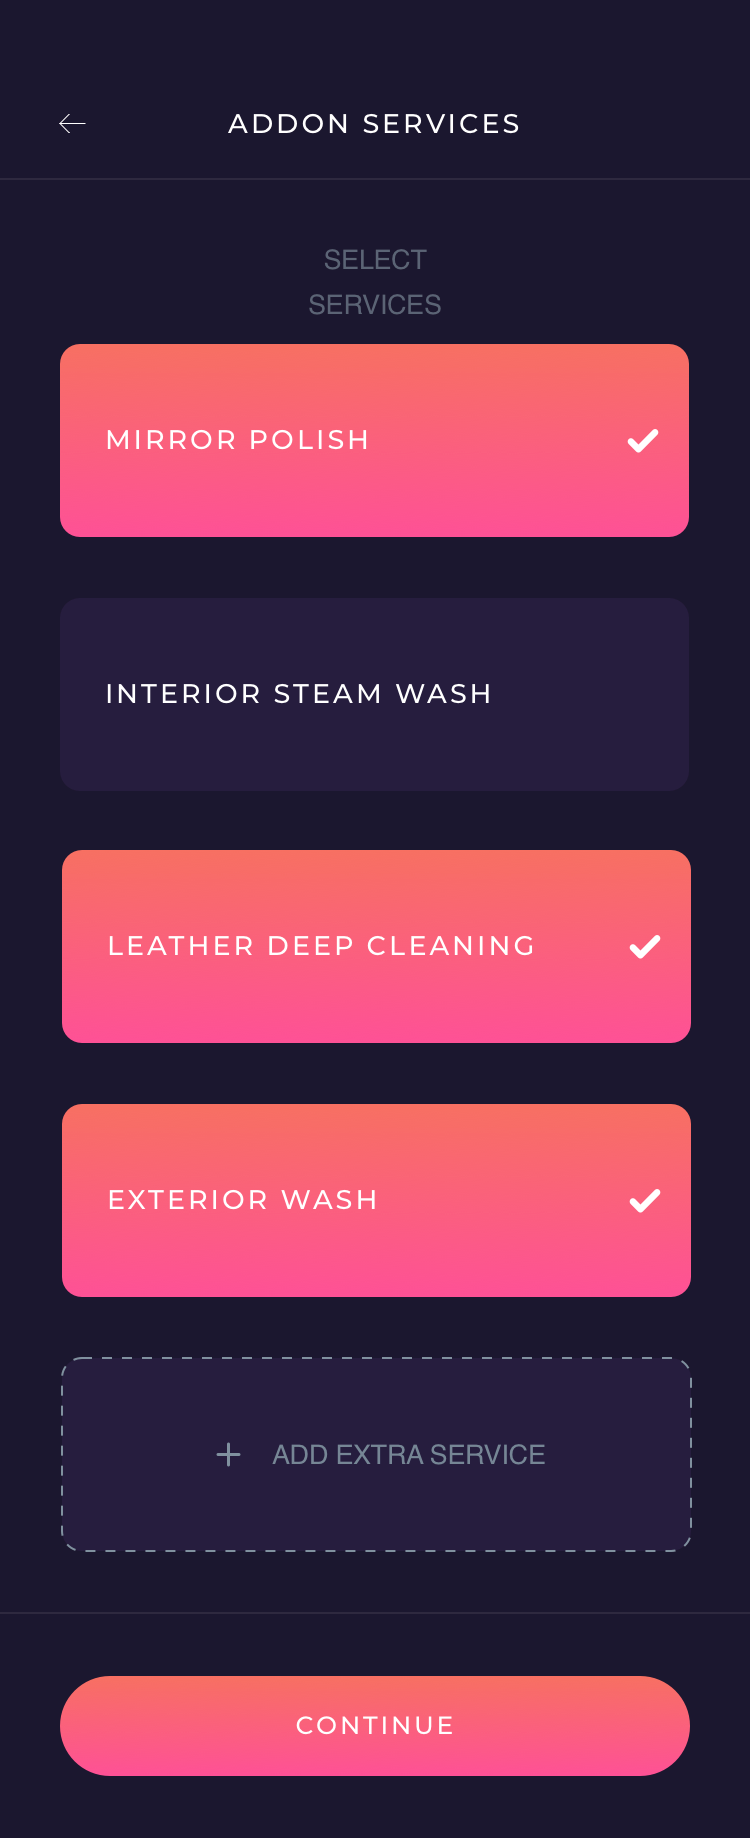 ADDON SERVICES
SELECT
SERVICES
MIRROR POLISH
INTERIOR STEAM WASH
LEATHER DEEP CLEANING
EXTERIOR WASH
+ ADD EXTRA SERVICE
CONTINUE